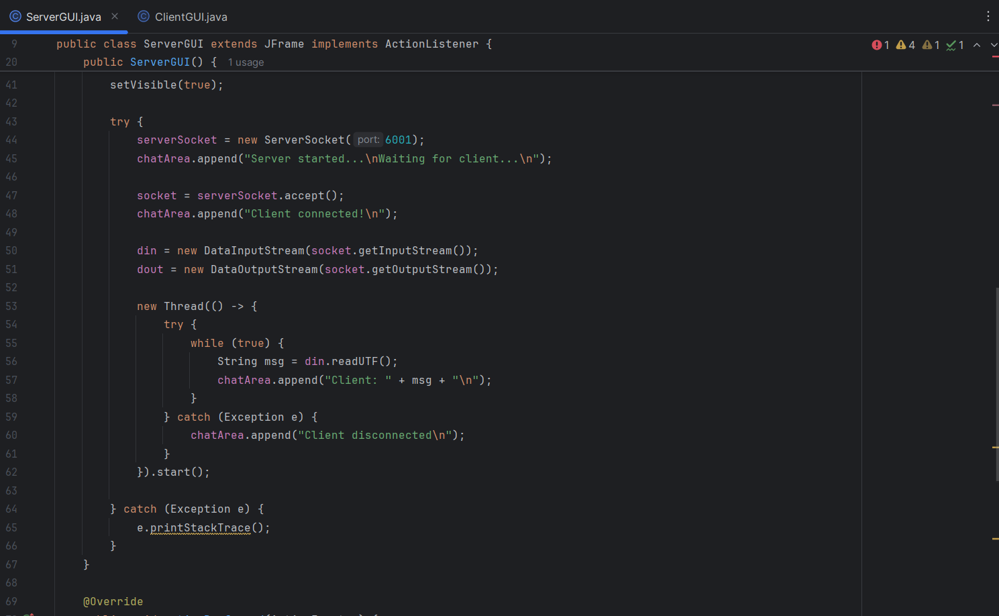 ServerGUI.java ClientGUI.java
9 public class ServerGUI extends JFrame implements ActionListener { 1 4 1 1
20 public ServerGUI() { 1 usage
41 setVisible(true);
42
43 try {
44 serverSocket = new ServerSocket( port: 6001);
45 chatArea.append("Server started...\nWaiting for client...\n");
46
47 socket = serverSocket.accept();
48 chatArea.append("Client connected!\n");
49
50 din = new DataInputStream(socket.getInputStream());
51 dout = new DataOutputStream(socket.getOutputStream());
52
53 new Thread(() -> {
54 try {
55 while (true) {
56 String msg = din.readUTF();
57 chatArea.append("Client: " + msg + "\n");
58 }
59 } catch (Exception e) {
60 chatArea.append("Client disconnected\n");
61 }
62 }).start();
63
64 } catch (Exception e) {
65 e.printStackTrace();
66 }
67 }
68
69 @Override